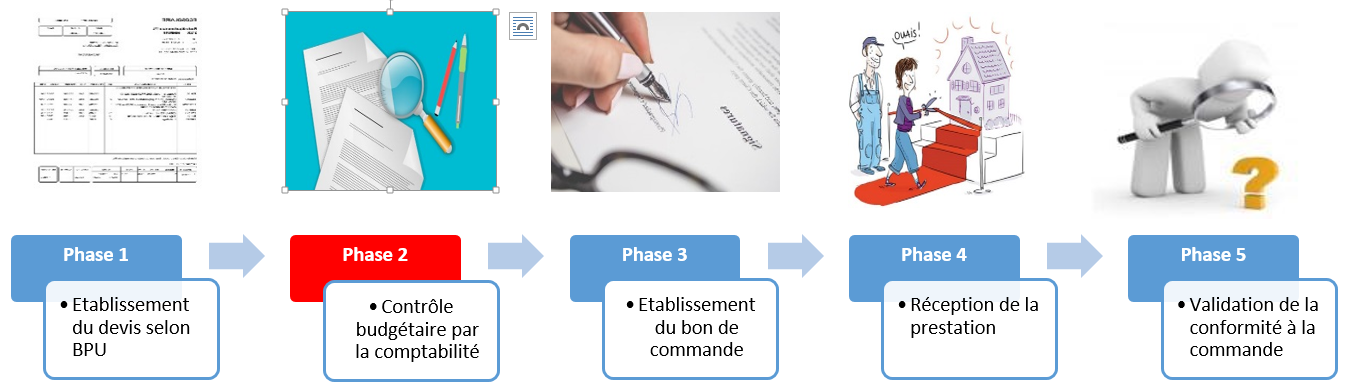 OUAIS!
Signature
Phase 1
• Etablissement
du devis selon
BPU
Phase 2
• Contrôle
budgétaire par
la comptabilité
Phase 3
• Etablissement
du bon de
commande
Phase 4
• Réception de la
prestation
Phase 5
• Validation de la
conformité à la
commande
?